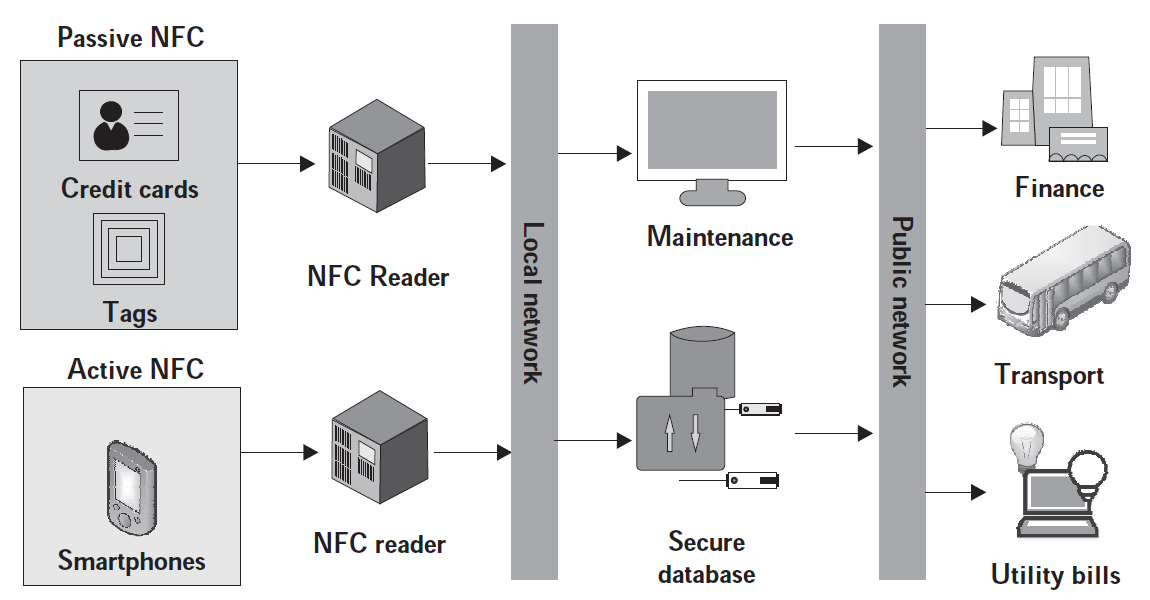 Passive NFC
Credit cards
Tags
Active NFC
Smartphones
NFC Reader
NFC reader
Local network
Maintenance
Secure
database
Public network
Finance
Transport
Utility bills